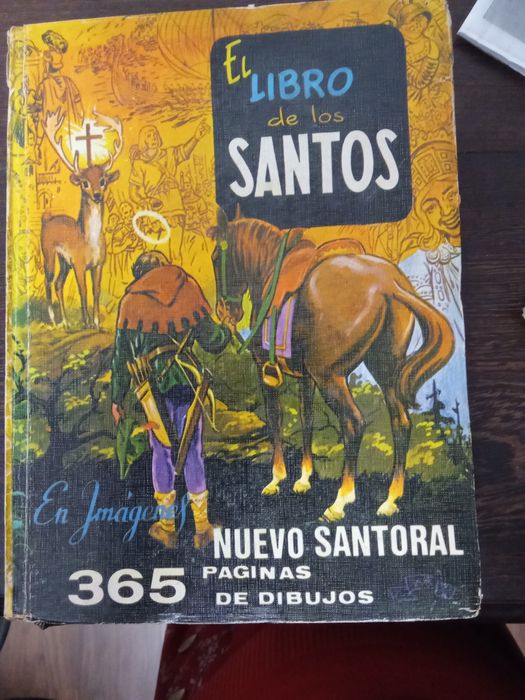 El
LIBRO
de los
SANTOS
En Imágenes
NUEVO SANTORAL
365 PAGINAS
DE DIBUJOS